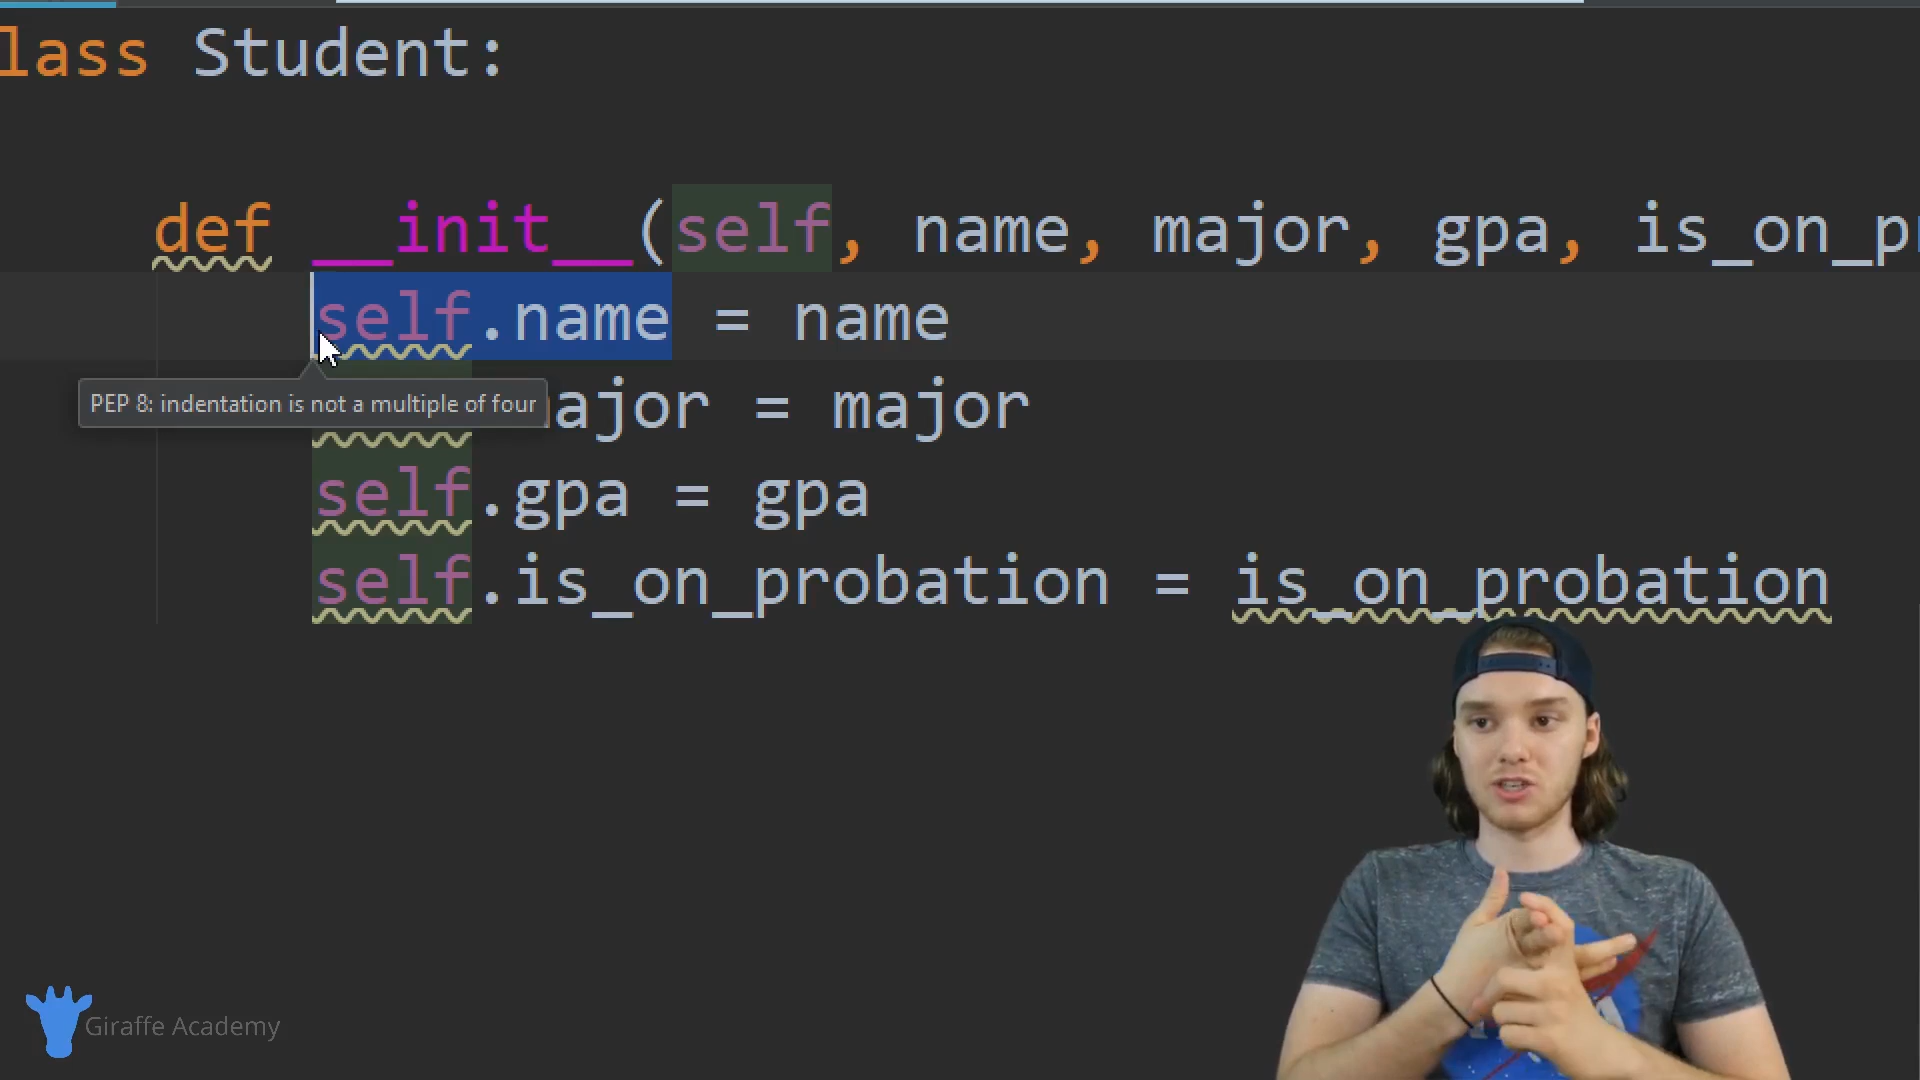 lass Student:
def __init__(self, name, major, gpa, is_on_p
self.name = name
PEP 8: indentation is not a multiple of four
ajor = major
self.gpa = gpa
self.is_on_probation = is_on_probation
Giraffe Academy